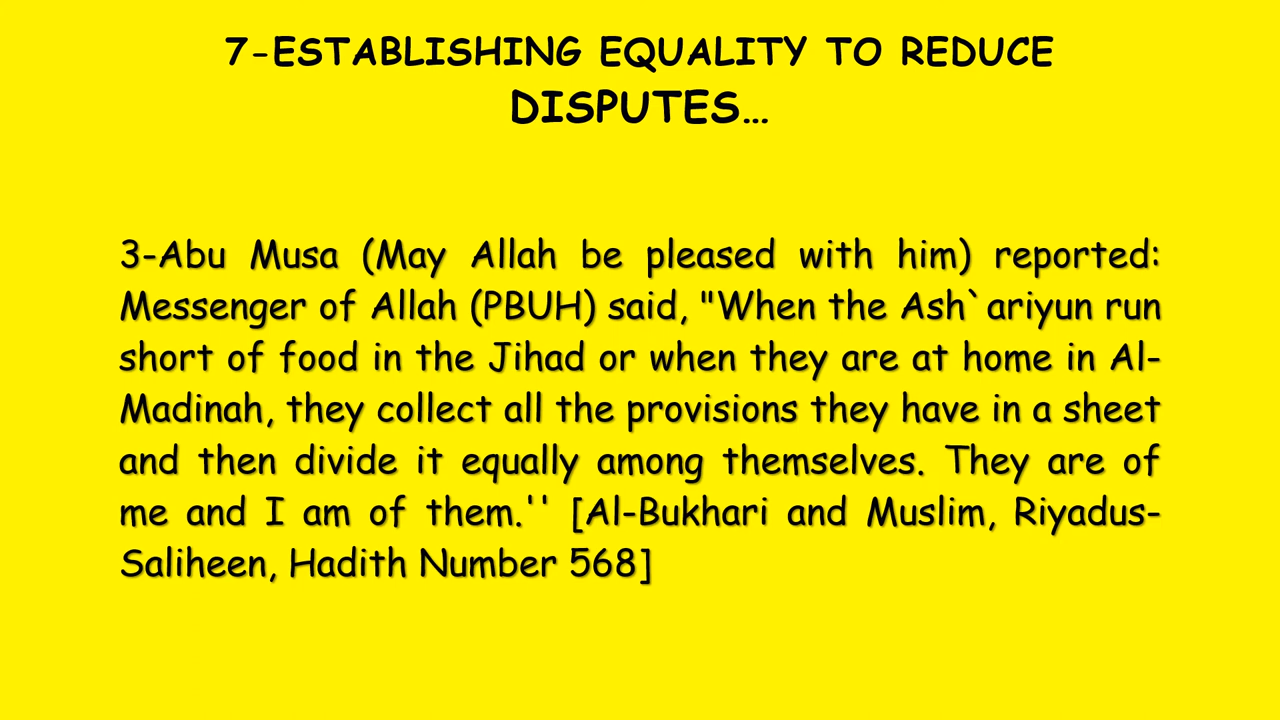 7-ESTABLISHING EQUALITY TO REDUCE
DISPUTES…
3-Abu Musa (May Allah be pleased with him) reported:
Messenger of Allah (PBUH) said, "When the Ash`ariyun run
short of food in the Jihad or when they are at home in Al-
Madinah, they collect all the provisions they have in a sheet
and then divide it equally among themselves. They are of
me and I am of them.'' [Al-Bukhari and Muslim, Riyadus-
Saliheen, Hadith Number 568]